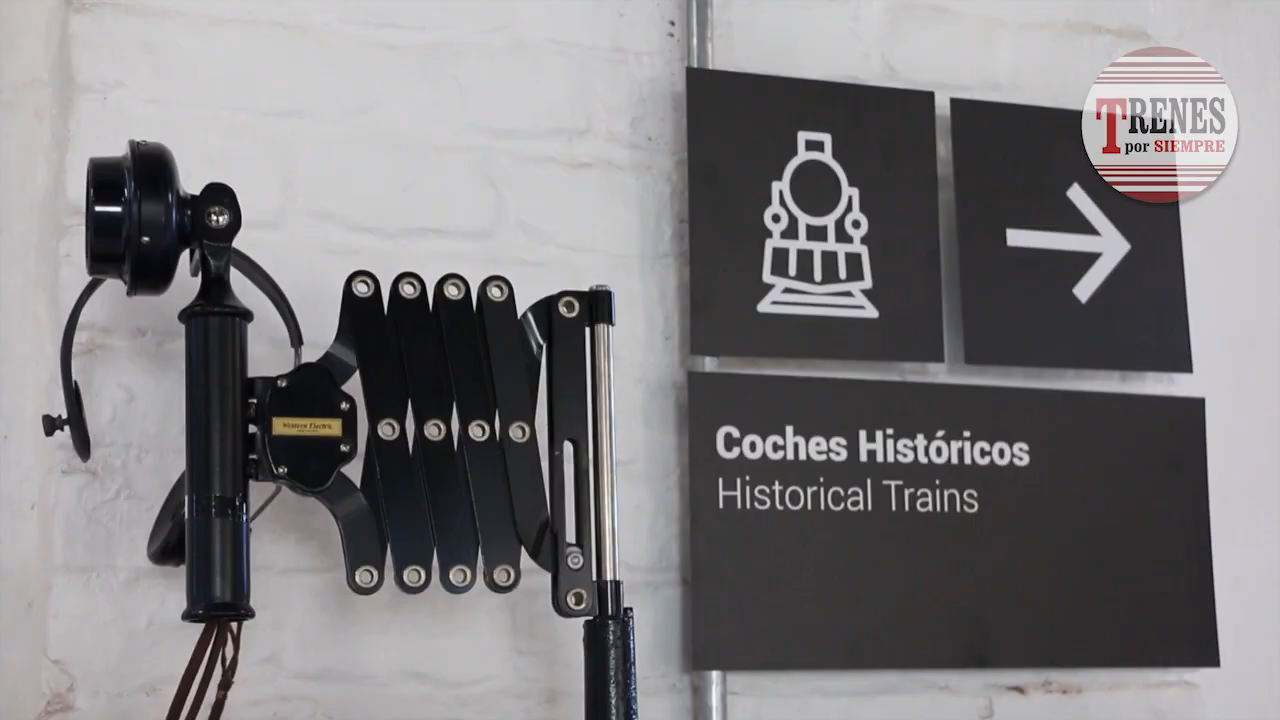 TRENES
por SIEMPRE
Western Electric
Coches Históricos
Historical Trains